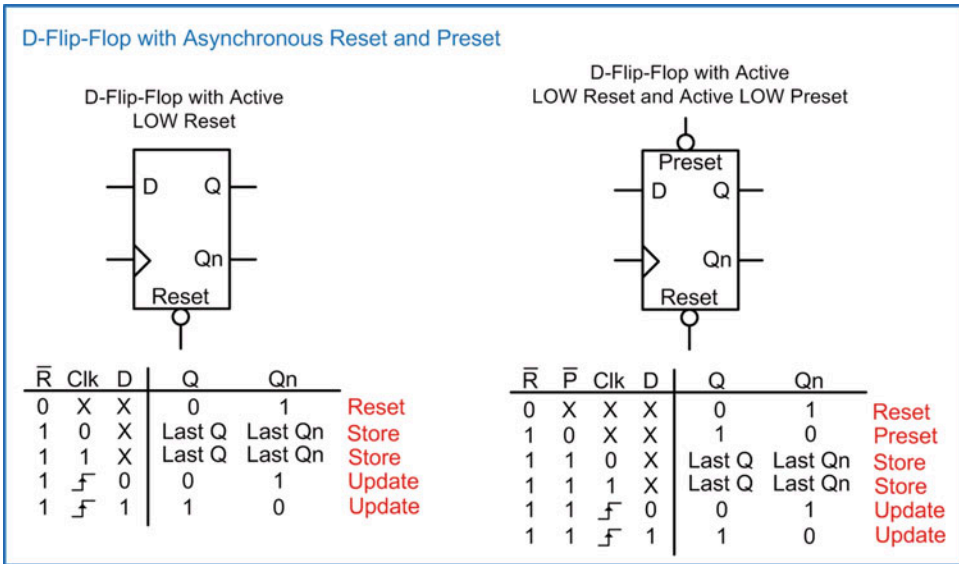 D-Flip-Flop with Asynchronous Reset and Preset
D-Flip-Flop with Active
LOW Reset
D Q
Qn
Reset
R̅ Clk D Q Qn
0 X X 0 1 Reset
1 0 X Last Q Last Qn Store
1 1 X Last Q Last Qn Store
1 0 0 1 Update
1 1 1 0 Update
D-Flip-Flop with Active
LOW Reset and Active LOW Preset
Preset
D Q
Qn
Reset
R̅ P̅ Clk D Q Qn
0 X X X 0 1 Reset
1 0 X X 1 0 Preset
1 1 0 X Last Q Last Qn Store
1 1 1 X Last Q Last Qn Store
1 1 0 0 1 Update
1 1 1 1 0 Update